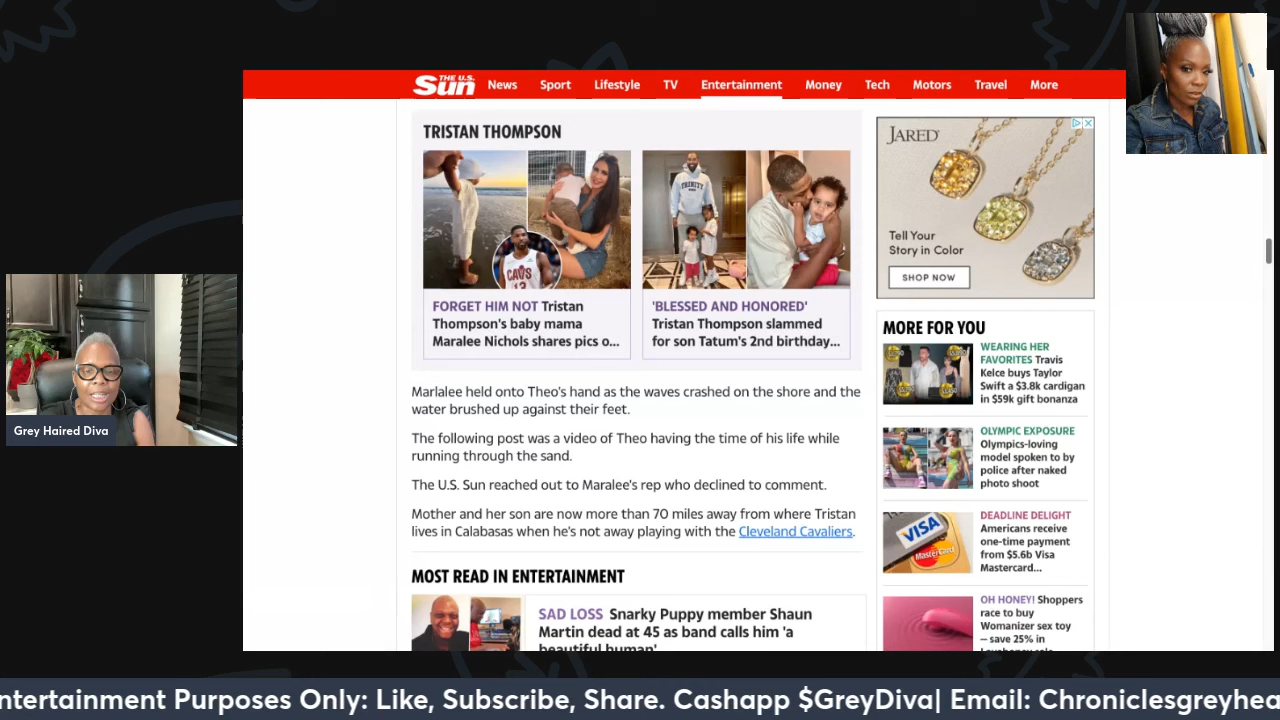 THE U.S.
Sun
News Sport Lifestyle TV Entertainment Money Tech Motors Travel More
TRISTAN THOMPSON
TRINITY
CAVS
13
FORGET HIM NOT Tristan
Thompson's baby mama
Maralee Nichols shares pics o...
'BLESSED AND HONORED'
Tristan Thompson slammed
for son Tatum's 2nd birthday...
Marlalee held onto Theo's hand as the waves crashed on the shore and the
water brushed up against their feet.
The following post was a video of Theo having the time of his life while
running through the sand.
The U.S. Sun reached out to Maralee's rep who declined to comment.
Mother and her son are now more than 70 miles away from where Tristan
lives in Calabasas when he's not away playing with the Cleveland Cavaliers.
MOST READ IN ENTERTAINMENT
SAD LOSS Snarky Puppy member Shaun
Martin dead at 45 as band calls him 'a
beautiful human'
JARED
Tell Your
Story in Color
SHOP NOW
MORE FOR YOU
WEARING HER
FAVORITES Travis
Kelce buys Taylor
Swift a $3.8k cardigan
in $59k gift bonanza
OLYMPIC EXPOSURE
Olympics-loving
model spoken to by
police after naked
photo shoot
VISA
MasterCard
DEADLINE DELIGHT
Americans receive
one-time payment
from $5.6b Visa
Mastercard...
OH HONEY! Shoppers
race to buy
Womanizer sex toy
– save 25% in
Lovehoney sale
Grey Haired Diva
ntertainment Purposes Only: Like, Subscribe, Share. Cashapp $GreyDiva| Email: Chroniclesgreyhea